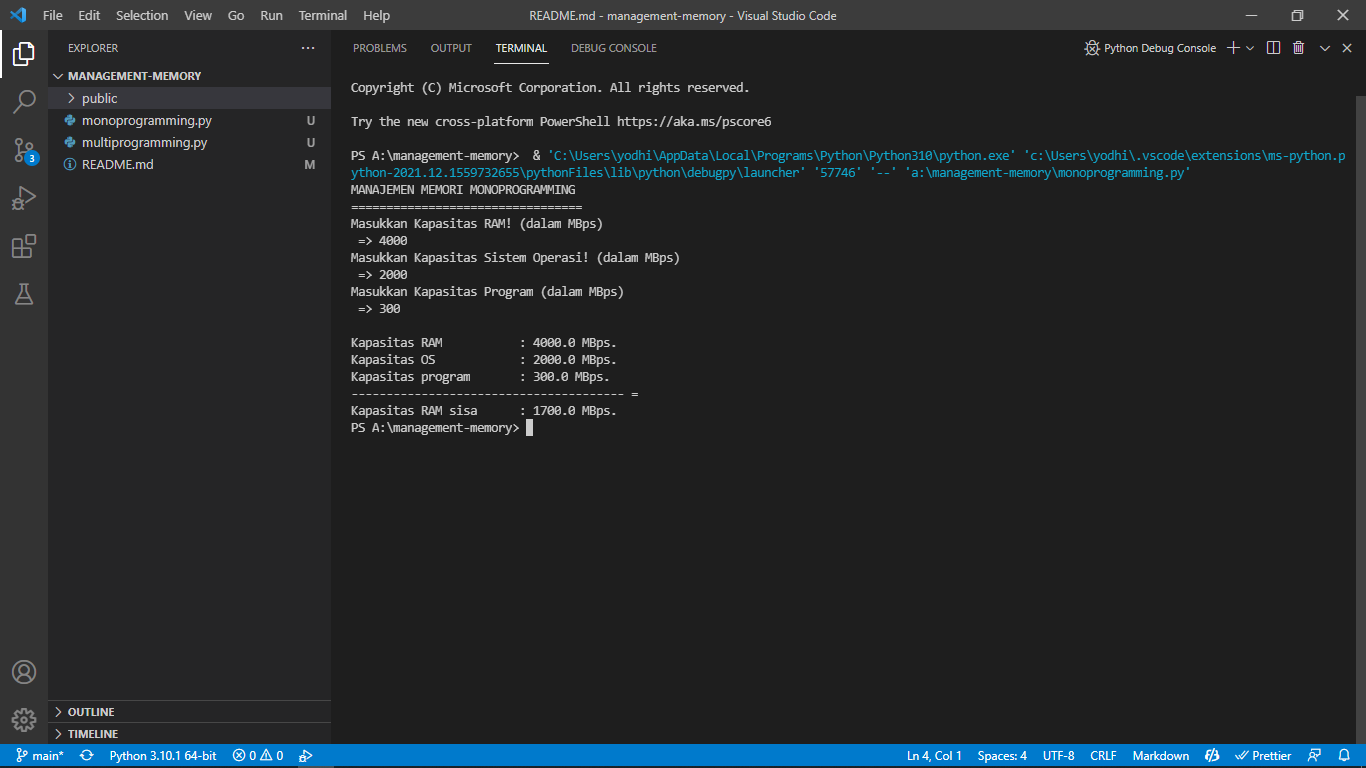 File Edit Selection View Go Run Terminal Help README.md - management-memory - Visual Studio Code
EXPLORER
MANAGEMENT-MEMORY
public
monoprogramming.py U
multiprogramming.py U
README.md M
3
OUTLINE
TIMELINE
PROBLEMS OUTPUT TERMINAL DEBUG CONSOLE Python Debug Console
Copyright (C) Microsoft Corporation. All rights reserved.
Try the new cross-platform PowerShell https://aka.ms/pscore6
PS A:\management-memory>  & 'C:\Users\yodhi\AppData\Local\Programs\Python\Python310\python.exe' 'c:\Users\yodhi\.vscode\extensions\ms-python.p
ython-2021.12.1559732655\pythonFiles\lib\python\debugpy\launcher' '57746' '--' 'a:\management-memory\monoprogramming.py'
MANAJEMEN MEMORI MONOPROGRAMMING
=================================
Masukkan Kapasitas RAM! (dalam MBps)
 => 4000
Masukkan Kapasitas Sistem Operasi! (dalam MBps)
 => 2000
Masukkan Kapasitas Program (dalam MBps)
 => 300
Kapasitas RAM           : 4000.0 MBps.
Kapasitas OS            : 2000.0 MBps.
Kapasitas program       : 300.0 MBps.
--------------------------------------- =
Kapasitas RAM sisa      : 1700.0 MBps.
PS A:\management-memory>
main* Python 3.10.1 64-bit 0 0 Ln 4, Col 1 Spaces: 4 UTF-8 CRLF Markdown Prettier